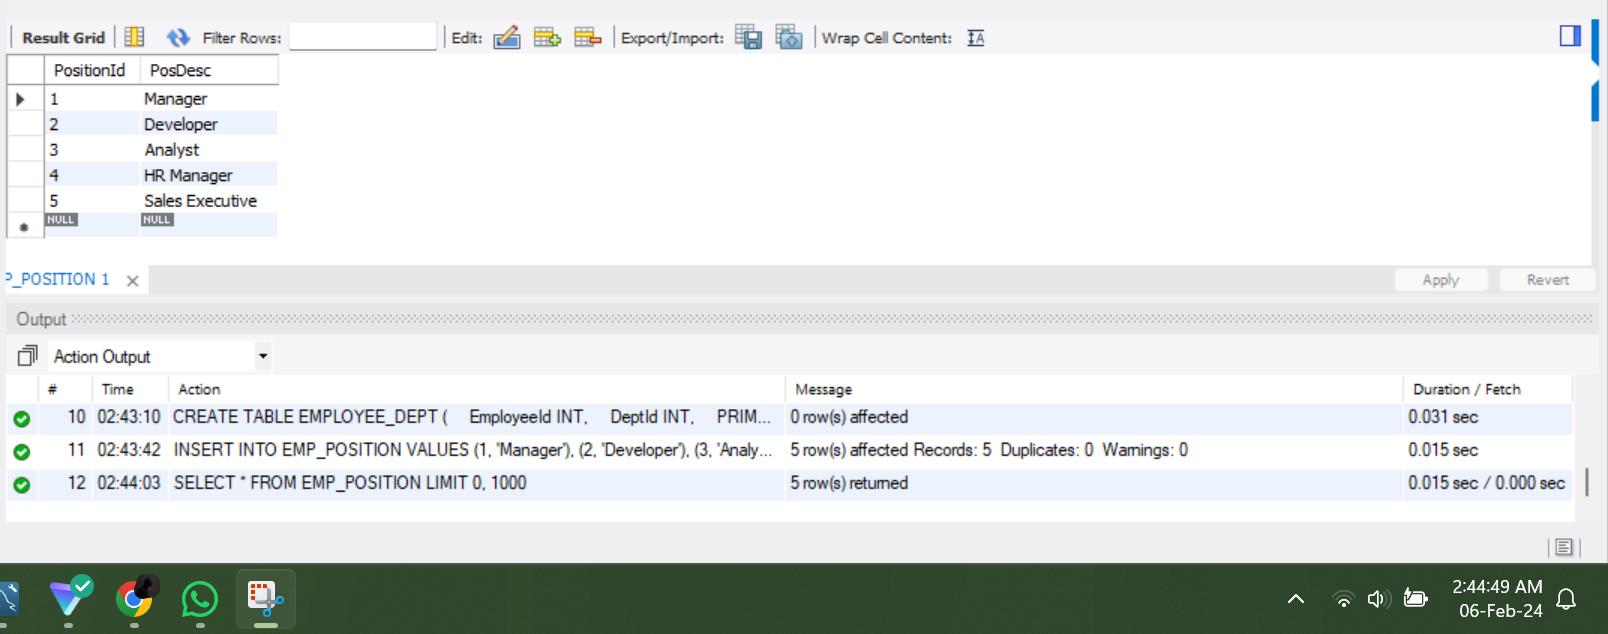 Result Grid Filter Rows: Edit: Export/Import: Wrap Cell Content:
PositionId PosDesc
1 Manager
2 Developer
3 Analyst
4 HR Manager
5 Sales Executive
NULL NULL
P_POSITION 1
Apply Revert
Output
Action Output
# Time Action Message Duration / Fetch
10 02:43:10 CREATE TABLE EMPLOYEE_DEPT ( EmployeeId INT, DeptId INT, PRIM... 0 row(s) affected 0.031 sec
11 02:43:42 INSERT INTO EMP_POSITION VALUES (1, 'Manager'), (2, 'Developer'), (3, 'Analy... 5 row(s) affected Records: 5 Duplicates: 0 Warnings: 0 0.015 sec
12 02:44:03 SELECT * FROM EMP_POSITION LIMIT 0, 1000 5 row(s) returned 0.015 sec / 0.000 sec
2:44:49 AM
06-Feb-24